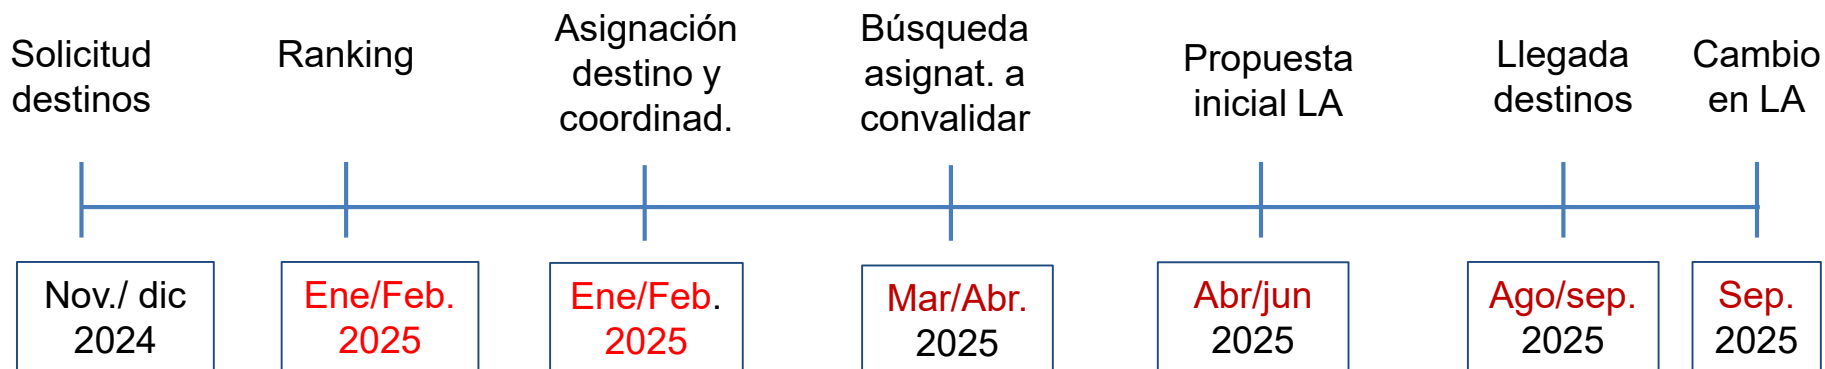 Solicitud
destinos
Ranking
Asignación
destino y
coordinad.
Búsqueda
asignat. a
convalidar
Propuesta
inicial LA
Llegada
destinos
Cambio
en LA
Nov./ dic
2024
Ene/Feb.
2025
Ene/Feb.
2025
Mar/Abr.
2025
Abr/jun
2025
Ago/sep.
2025
Sep.
2025